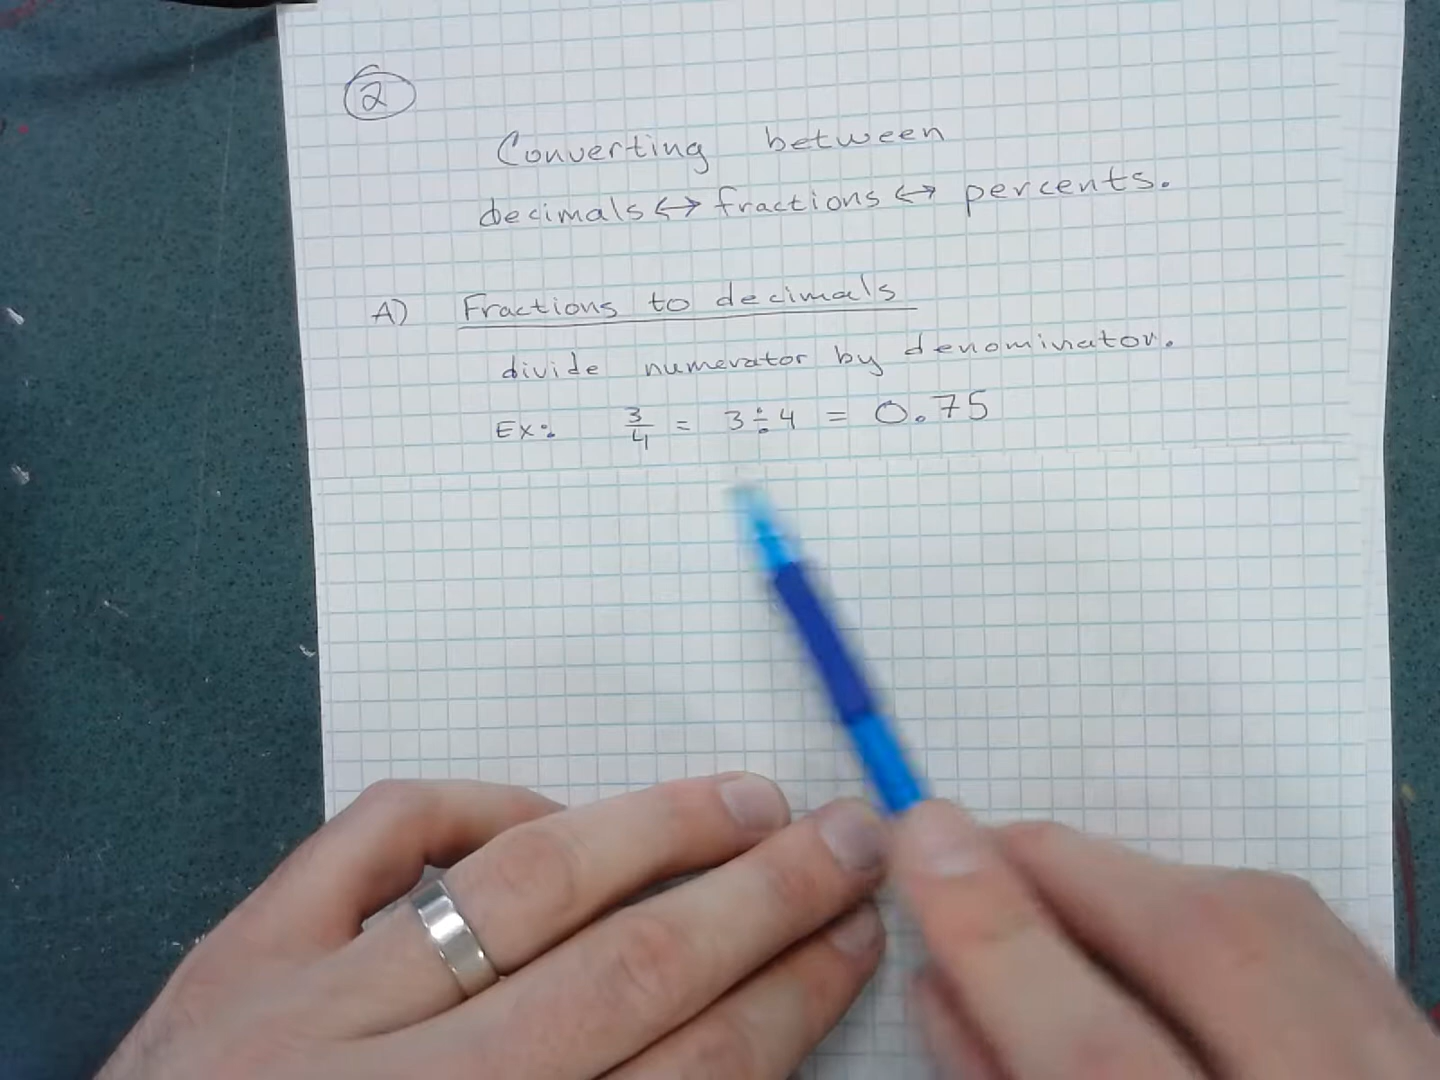 2
Converting between
decimals ↔ fractions ↔ percents.
A) Fractions to decimals
divide numerator by denominator.
Ex: 3/4 = 3 ÷ 4 = 0.75